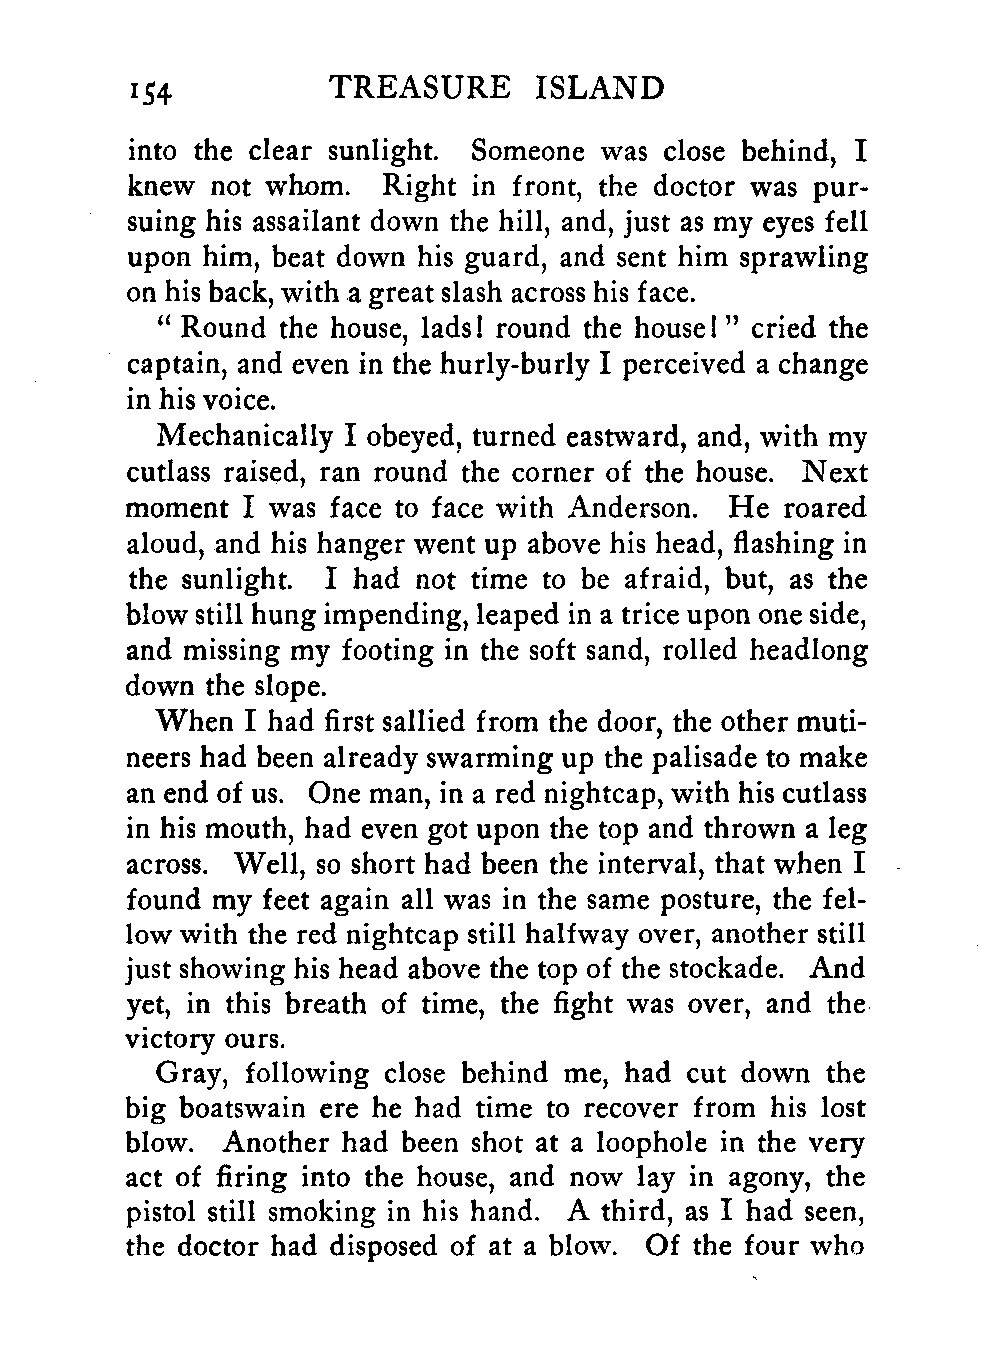 154 TREASURE ISLAND
into the clear sunlight. Someone was close behind, I
knew not whom. Right in front, the doctor was pur-
suing his assailant down the hill, and, just as my eyes fell
upon him, beat down his guard, and sent him sprawling
on his back, with a great slash across his face.
“ Round the house, lads! round the house! ” cried the
captain, and even in the hurly-burly I perceived a change
in his voice.
Mechanically I obeyed, turned eastward, and, with my
cutlass raised, ran round the corner of the house. Next
moment I was face to face with Anderson. He roared
aloud, and his hanger went up above his head, flashing in
the sunlight. I had not time to be afraid, but, as the
blow still hung impending, leaped in a trice upon one side,
and missing my footing in the soft sand, rolled headlong
down the slope.
When I had first sallied from the door, the other muti-
neers had been already swarming up the palisade to make
an end of us. One man, in a red nightcap, with his cutlass
in his mouth, had even got upon the top and thrown a leg
across. Well, so short had been the interval, that when I
found my feet again all was in the same posture, the fel-
low with the red nightcap still halfway over, another still
just showing his head above the top of the stockade. And
yet, in this breath of time, the fight was over, and the
victory ours.
Gray, following close behind me, had cut down the
big boatswain ere he had time to recover from his lost
blow. Another had been shot at a loophole in the very
act of firing into the house, and now lay in agony, the
pistol still smoking in his hand. A third, as I had seen,
the doctor had disposed of at a blow. Of the four who